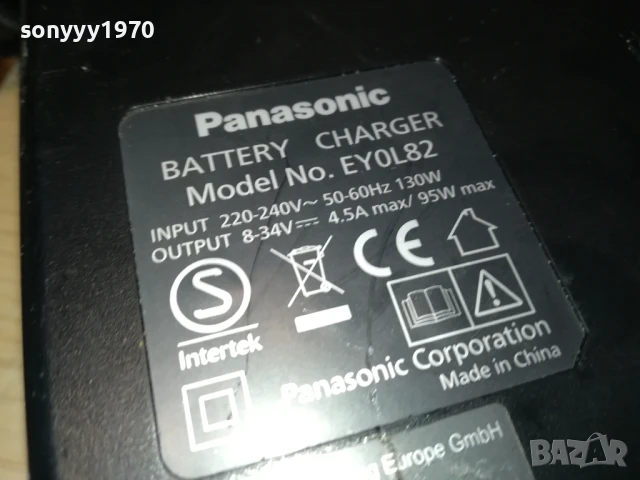 sonyyy1970
Panasonic
BATTERY CHARGER
Model No. EY0L82
INPUT 220-240V~ 50-60Hz 130W
OUTPUT 8-34V⎓ 4.5A max/ 95W max
S
Intertek
CE
Panasonic Corporation
Made in China
Europe GmbH
BAZAR